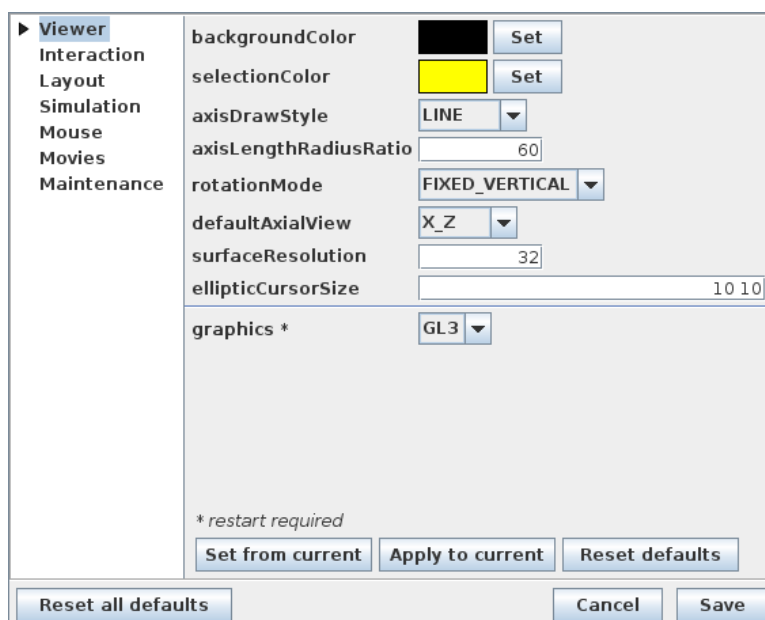 Viewer
Interaction
Layout
Simulation
Mouse
Movies
Maintenance
backgroundColor Set
selectionColor Set
axisDrawStyle LINE
axisLengthRadiusRatio 60
rotationMode FIXED_VERTICAL
defaultAxialView X_Z
surfaceResolution 32
ellipticCursorSize 10 10
graphics * GL3
* restart required
Set from current Apply to current Reset defaults
Reset all defaults Cancel Save